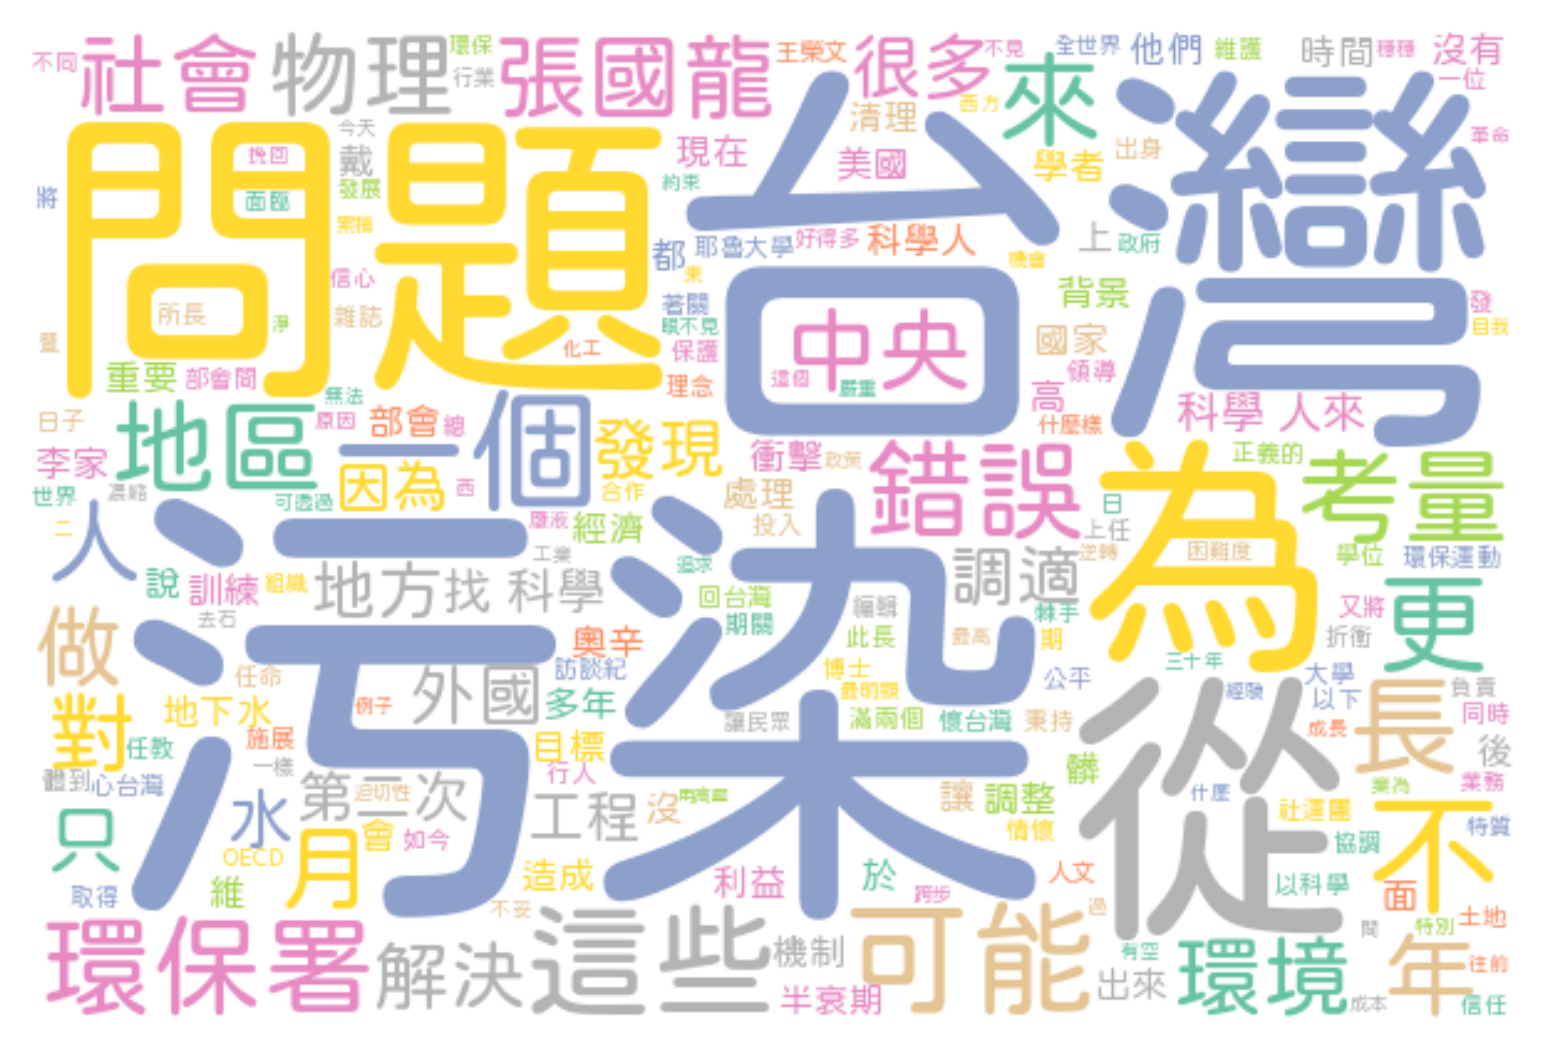 不同
社會
物理
環保
行業
張國龍
王榮文
很多
不見
全世界
他們
維護
時間
種種
沒有
一位
問題
挽回
面臨
今天
戴
發展
累積
現在
約束
清理
美國
西方
來
學者
出身
台灣
革命
將
信心
雜誌
所長
淨
都
耶魯大學
好得多
科學人
機會
上
政府
東
背景
著關
眼不見
保護
理念
化工
中央
這個
嚴重
國家
領導
高
什麼樣
發
自我
暨
重要
部會間
無法
日子
地區
原因
部會
總
一個
發現
衝擊
政策
錯誤
科學
人來
正義的
考量
李家
世界
濃縮
因為
西
合作
可透過
處理
投入
日
上任
為
二
人
污染
廢液
經濟
工業
追求
逆轉
困難度
學位
環保運動
說
訓練
組織
地方
找
科學
回台灣
期關
編輯
調適
棘手
又將
更
去石
做
奧辛
此長
最高
期
折衝
任命
外國
訪談紀
多年
博士
最明顯
三十年
公平
經驗
大學
以下
長
負責
同時
對
地下水
例子
目標
讓民眾
滿兩個
懷台灣
秉持
從
成長
後
任教
施展
一樣
行人
髒
體到
心台灣
第二次
迫切性
工程
沒
讓
調整
什麼
業為
業務
只
水
月
會
如今
情懷
社運團
不
特質
OECD
協調
取得
維
造成
利益
於
跨步
人文
以科學
面
土地
不妥
過
特別
間
環保署
解決
這些
機制
可能
有空
出來
環境
年
往前
半衰期
成本
信任